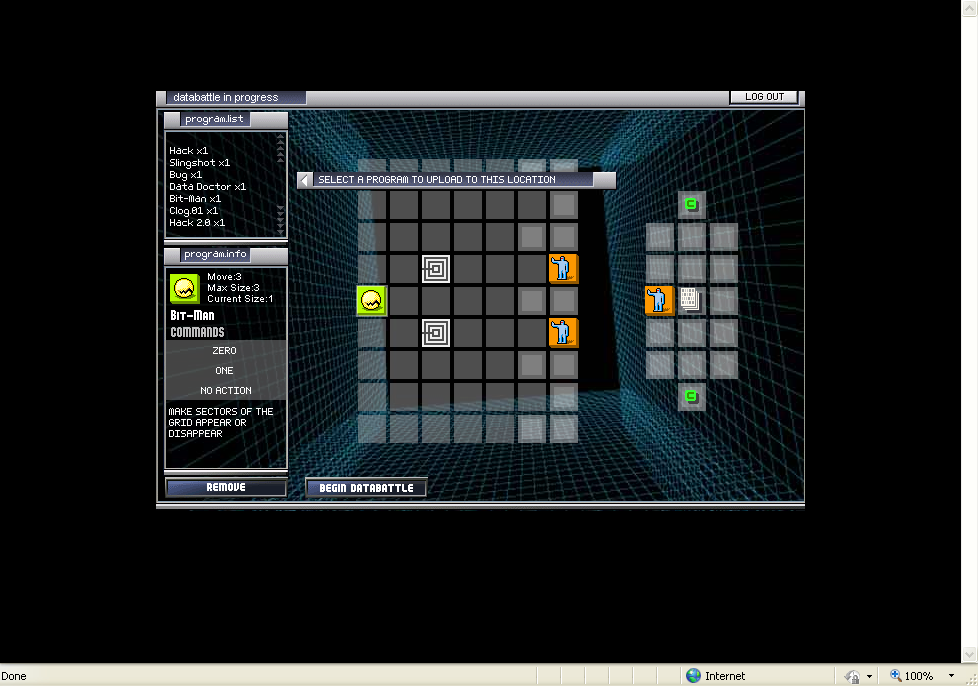 databattle in progress
LOG OUT
program.list
Hack x1
Slingshot x1
Bug x1
Data Doctor x1
Bit-Man x1
Clog.01 x1
Hack 2.0 x1
SELECT A PROGRAM TO UPLOAD TO THIS LOCATION
program.info
Move:3
Max Size:3
Current Size:1
Bit-Man
COMMANDS
ZERO
ONE
NO ACTION
MAKE SECTORS OF THE
GRID APPEAR OR
DISAPPEAR
REMOVE
BEGIN DATABATTLE
Done
Internet
100%